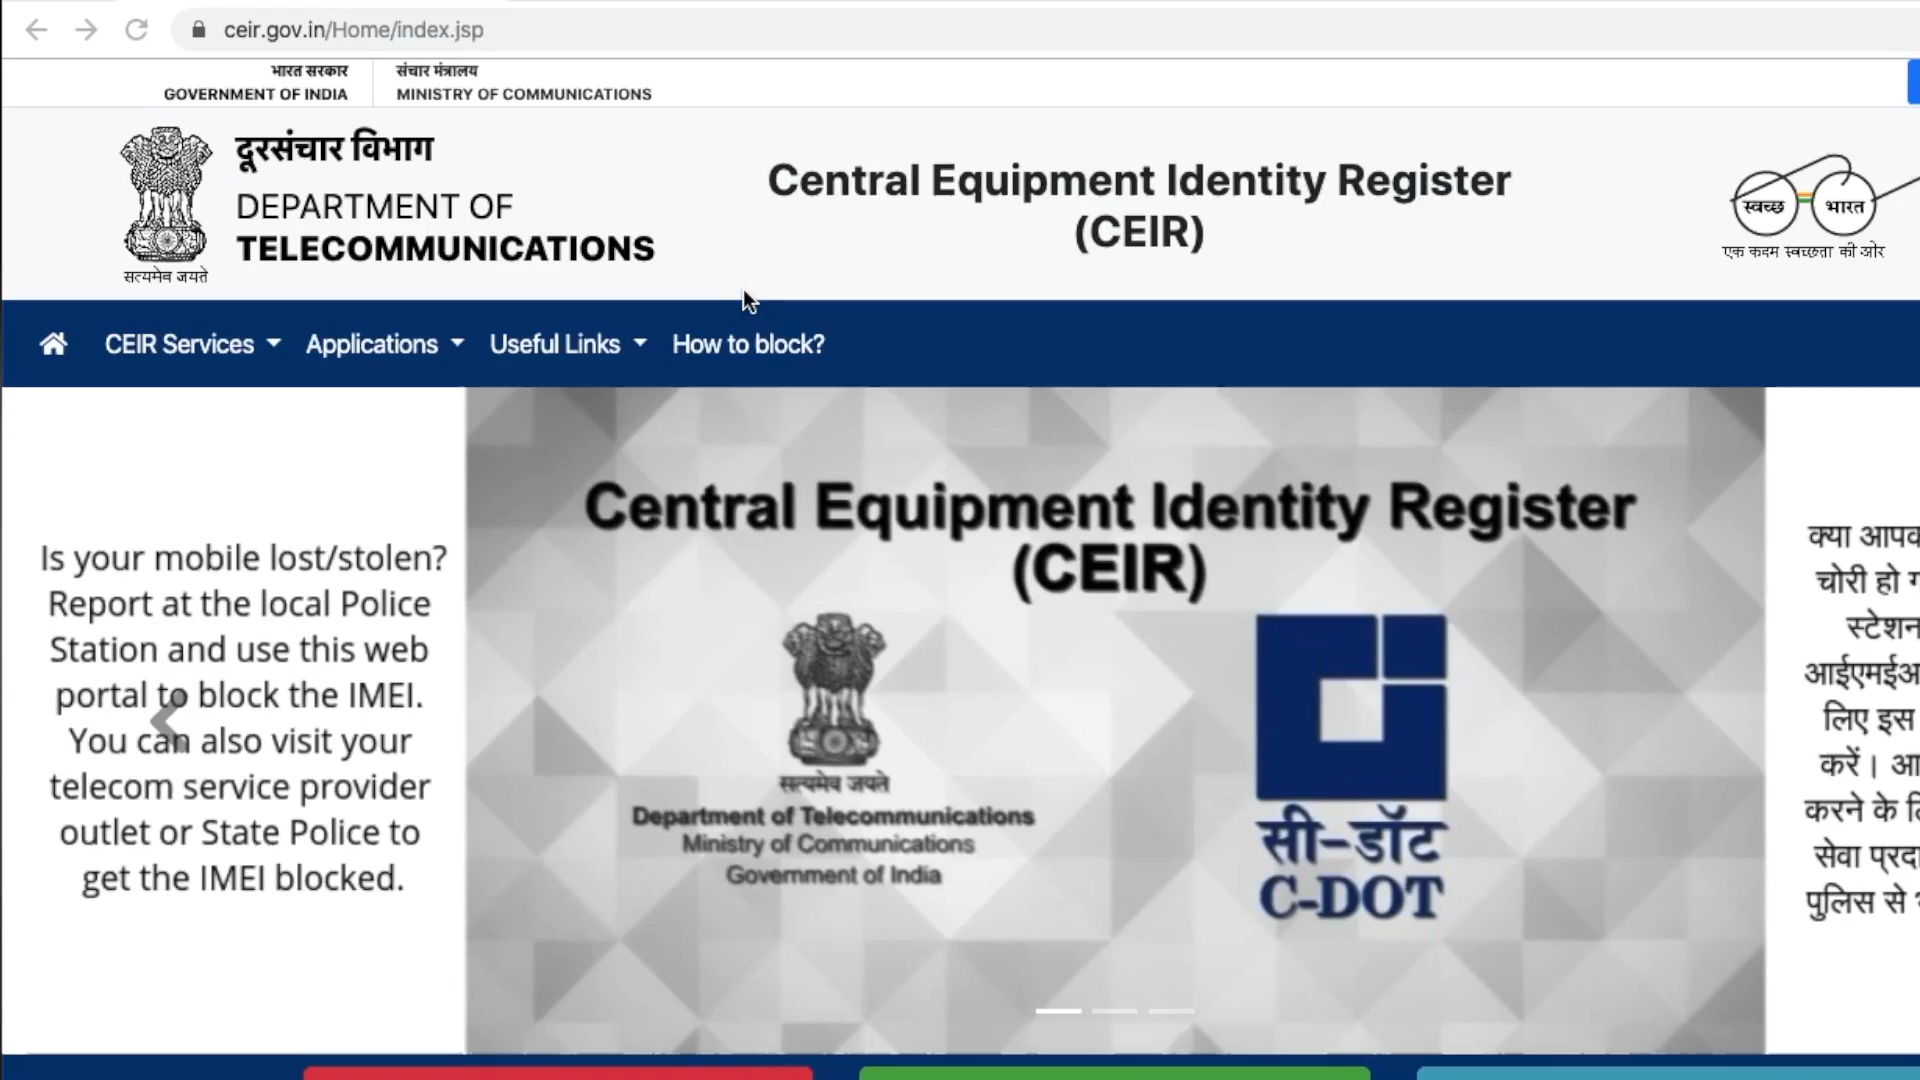 ceir.gov.in/Home/index.jsp
भारत सरकार
GOVERNMENT OF INDIA
संचार मंत्रालय
MINISTRY OF COMMUNICATIONS
सत्यमेव जयते
दूरसंचार विभाग
DEPARTMENT OF
TELECOMMUNICATIONS
Central Equipment Identity Register
(CEIR)
स्वच्छ भारत
एक कदम स्वच्छता की ओर
CEIR Services
Applications
Useful Links
How to block?
Is your mobile lost/stolen?
Report at the local Police
Station and use this web
portal to block the IMEI.
You can also visit your
telecom service provider
outlet or State Police to
get the IMEI blocked.
Central Equipment Identity Register
(CEIR)
सत्यमेव जयते
Department of Telecommunications
Ministry of Communications
Government of India
सी-डॉट
C-DOT
क्या
चोरी हो
लिए इस
करें।
करने के
सेवा
पुलिस से